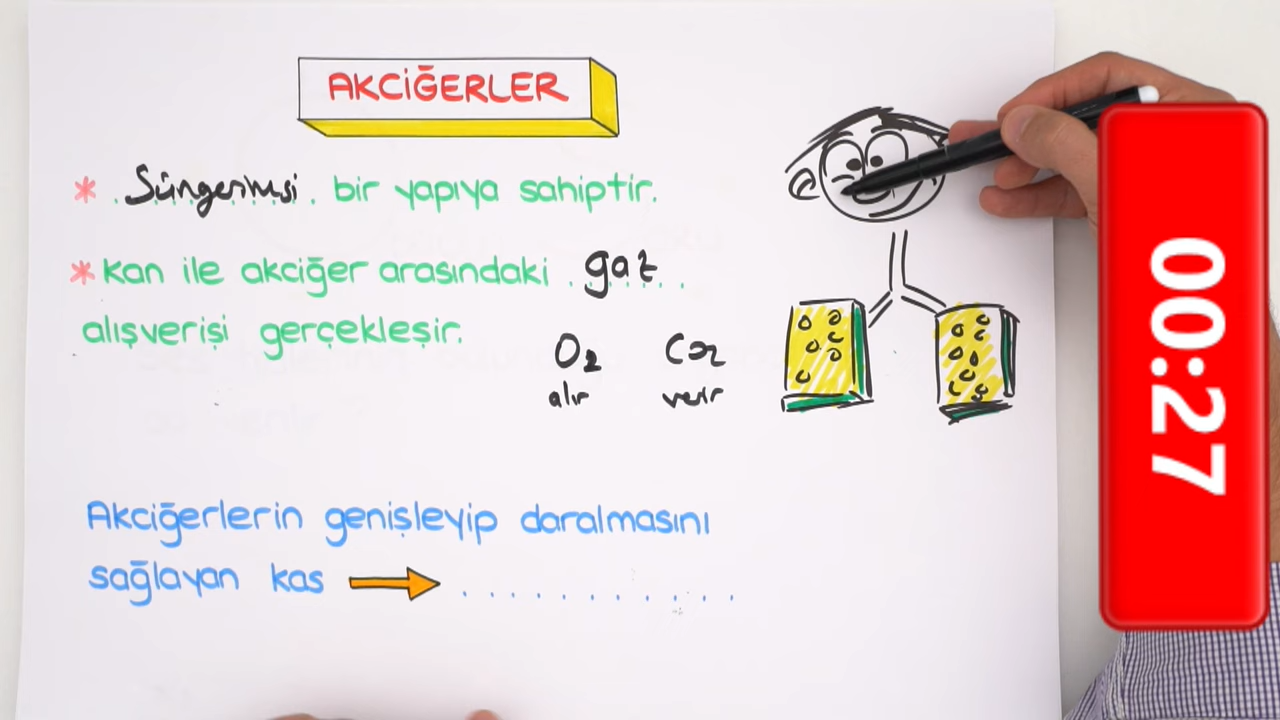 AKCİĞERLER
* Süngerimsi bir yapıya sahiptir.
* Kan ile akciğer arasındaki gaz
alışverişi gerçekleşir.
O2 CO2
alır verir
Akciğerlerin genişleyip daralmasını
sağlayan kas → . . . . . . . . . . . .
00:27